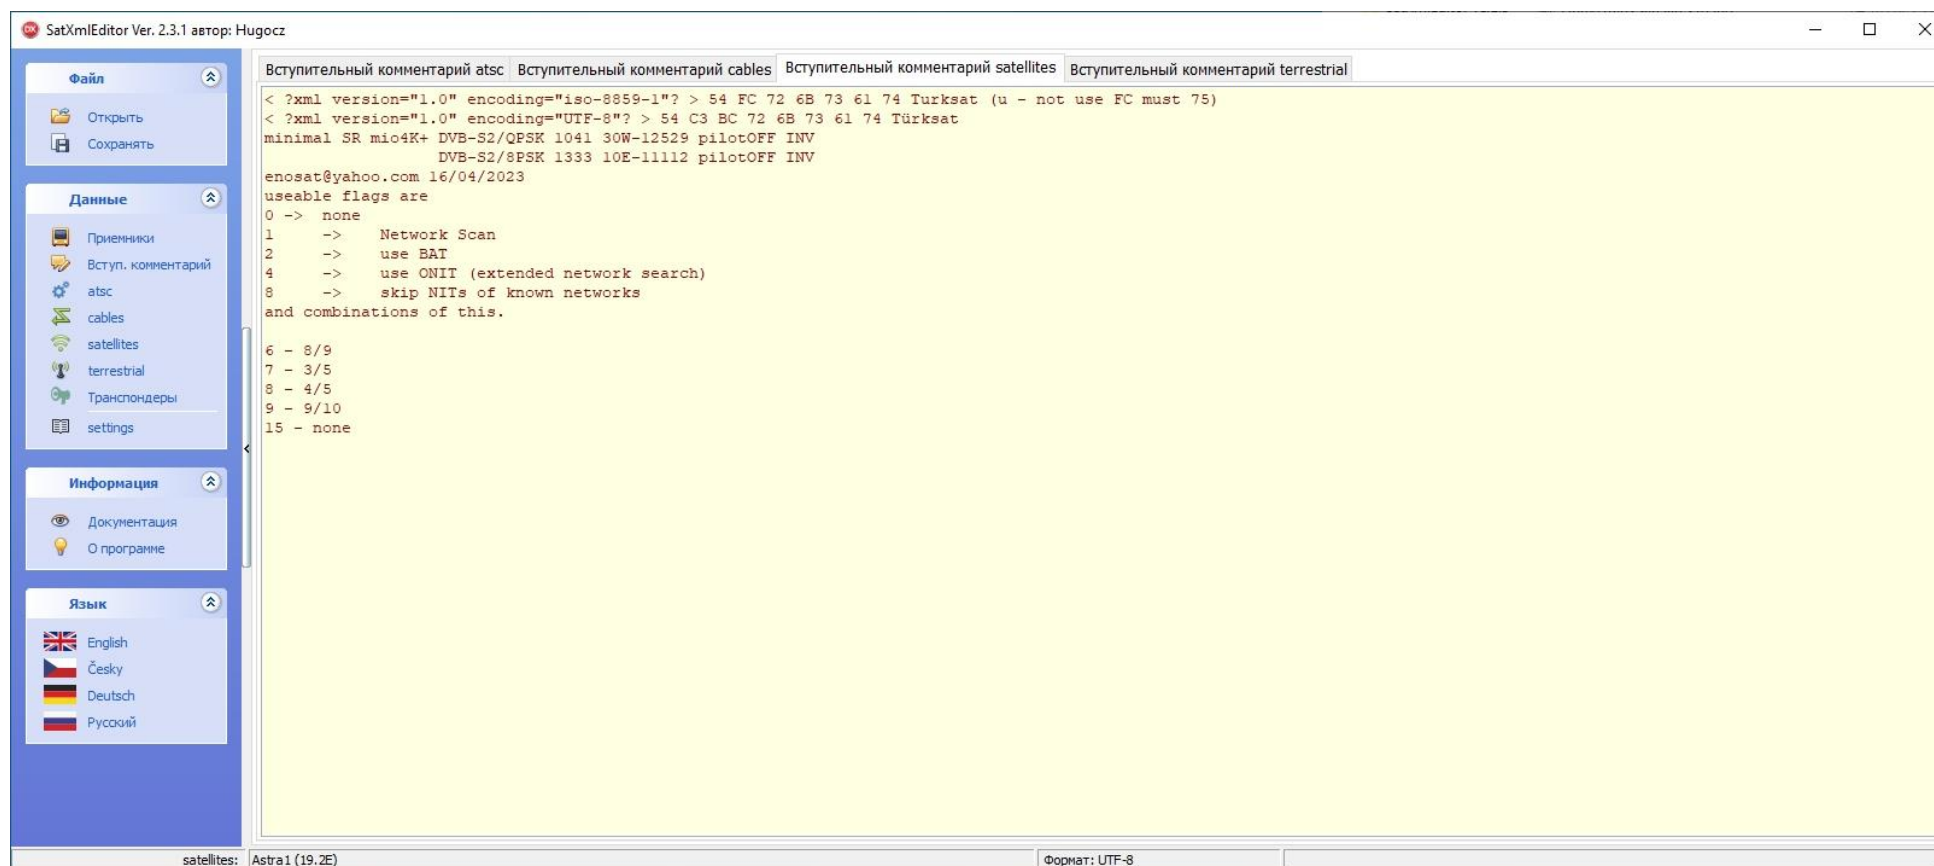 SatXmlEditor Ver. 2.3.1 автор: Hugocz
Файл
Открыть
Сохранять
Данные
Приемники
Вступ. комментарий
atsc
cables
satellites
terrestrial
Транспондеры
settings
Информация
Документация
О программе
Язык
English
Česky
Deutsch
Русский
Вступительный комментарий atsc Вступительный комментарий cables Вступительный комментарий satellites Вступительный комментарий terrestrial
< ?xml version="1.0" encoding="iso-8859-1"? > 54 FC 72 6B 73 61 74 Turksat (u - not use FC must 75)
< ?xml version="1.0" encoding="UTF-8"? > 54 C3 BC 72 6B 73 61 74 Türksat
minimal SR mio4K+ DVB-S2/QPSK 1041 30W-12529 pilotOFF INV
DVB-S2/8PSK 1333 10E-11112 pilotOFF INV
enosat@yahoo.com 16/04/2023
useable flags are
0 -> none
1 -> Network Scan
2 -> use BAT
4 -> use ONIT (extended network search)
8 -> skip NITs of known networks
and combinations of this.
6 - 8/9
7 - 3/5
8 - 4/5
9 - 9/10
15 - none
satellites: Astra1 (19.2E) Формат: UTF-8